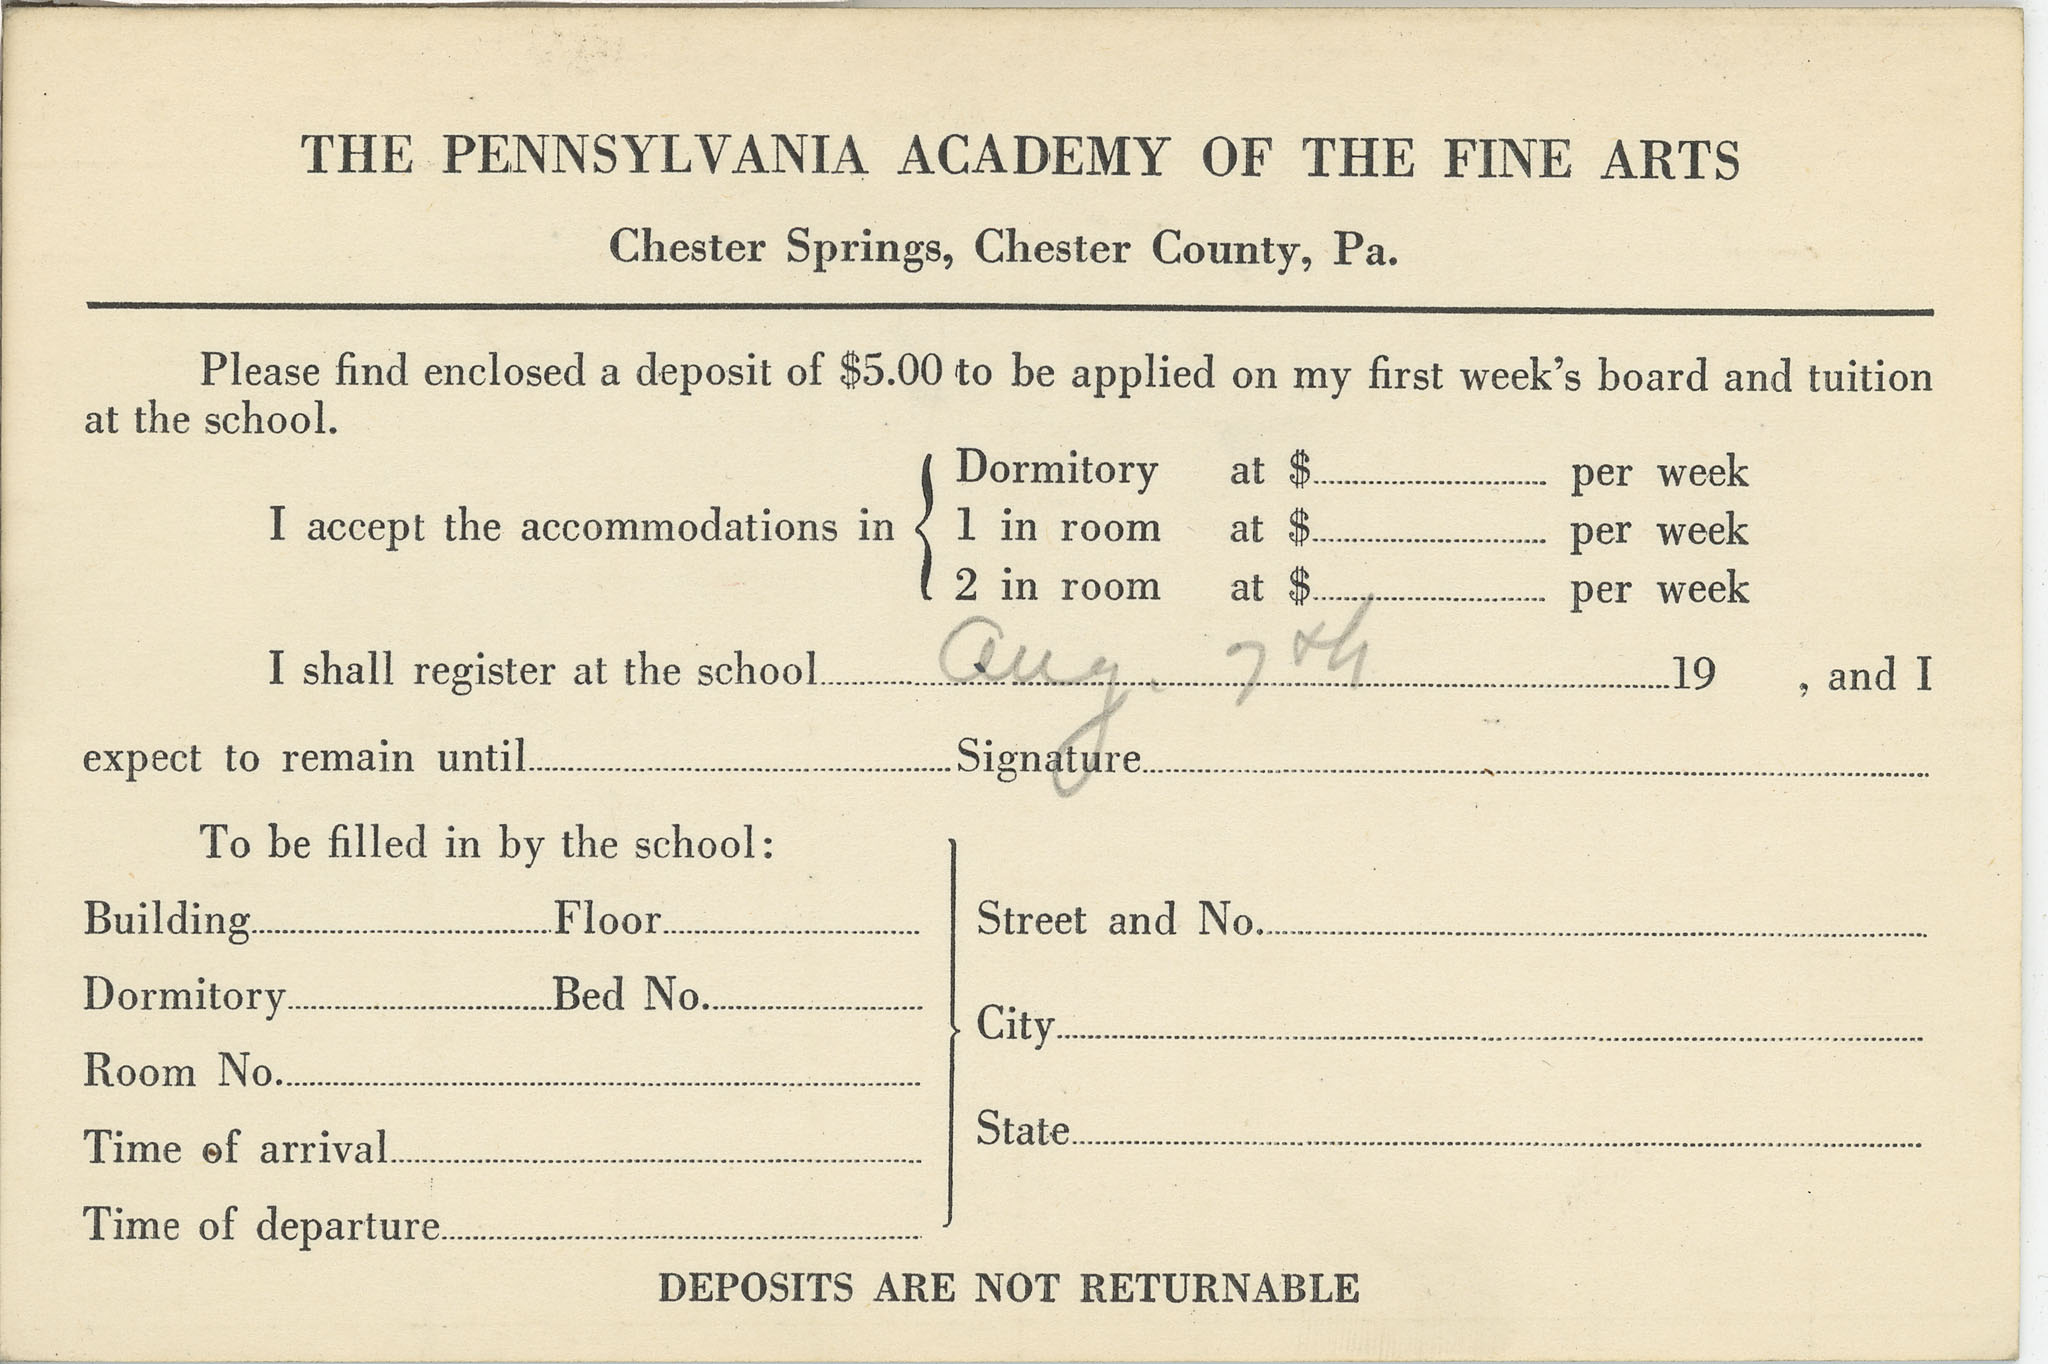 THE PENNSYLVANIA ACADEMY OF THE FINE ARTS
Chester Springs, Chester County, Pa.
Please find enclosed a deposit of $5.00 to be applied on my first week's board and tuition
at the school.
I accept the accommodations in { Dormitory at $.................... per week
1 in room at $.................... per week
2 in room at $.................... per week
I shall register at the school.......... Aug. 7th ..........19 , and I
expect to remain until....................Signature....................
To be filled in by the school:
Building....................Floor....................
Street and No.....................
Dormitory....................Bed No.....................
City....................
Room No.....................
Time of arrival....................
State....................
Time of departure....................
DEPOSITS ARE NOT RETURNABLE